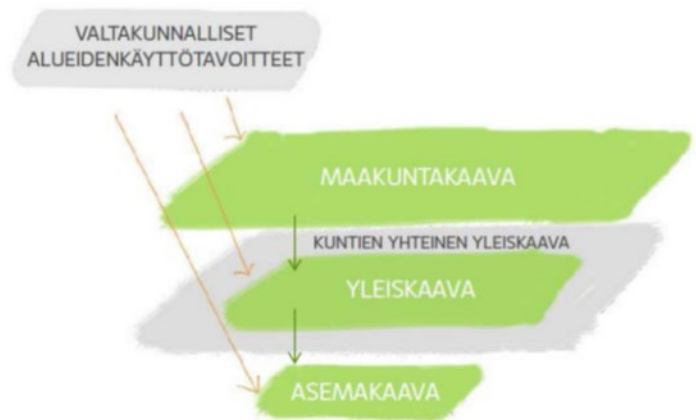 VALTAKUNNALLISET
ALUEIDENKÄYTTÖTAVOITTEET
MAAKUNTAKAAVA
KUNTIEN YHTEINEN YLEISKAAVA
YLEISKAAVA
ASEMAKAAVA